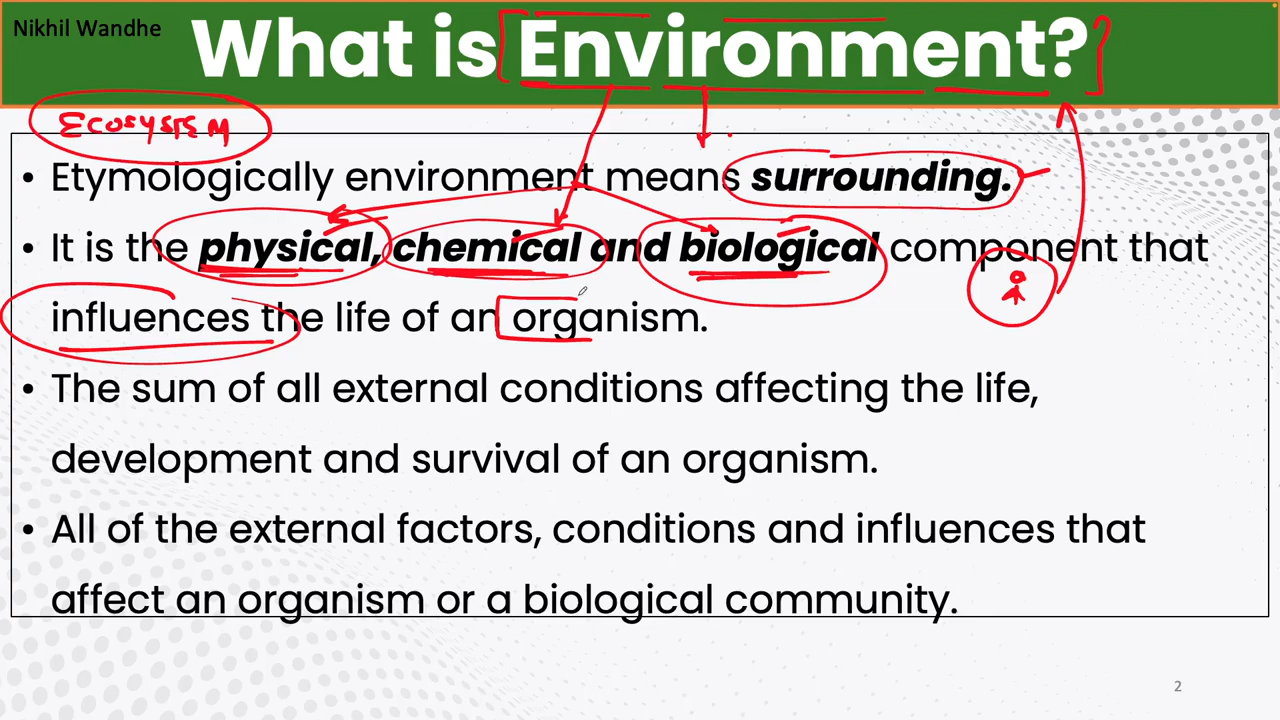 Nikhil Wandhe
What is Environment?
ECOSYSTEM
• Etymologically environment means surrounding.
• It is the physical, chemical and biological component that
influences the life of an organism.
• The sum of all external conditions affecting the life,
development and survival of an organism.
• All of the external factors, conditions and influences that
affect an organism or a biological community.
2